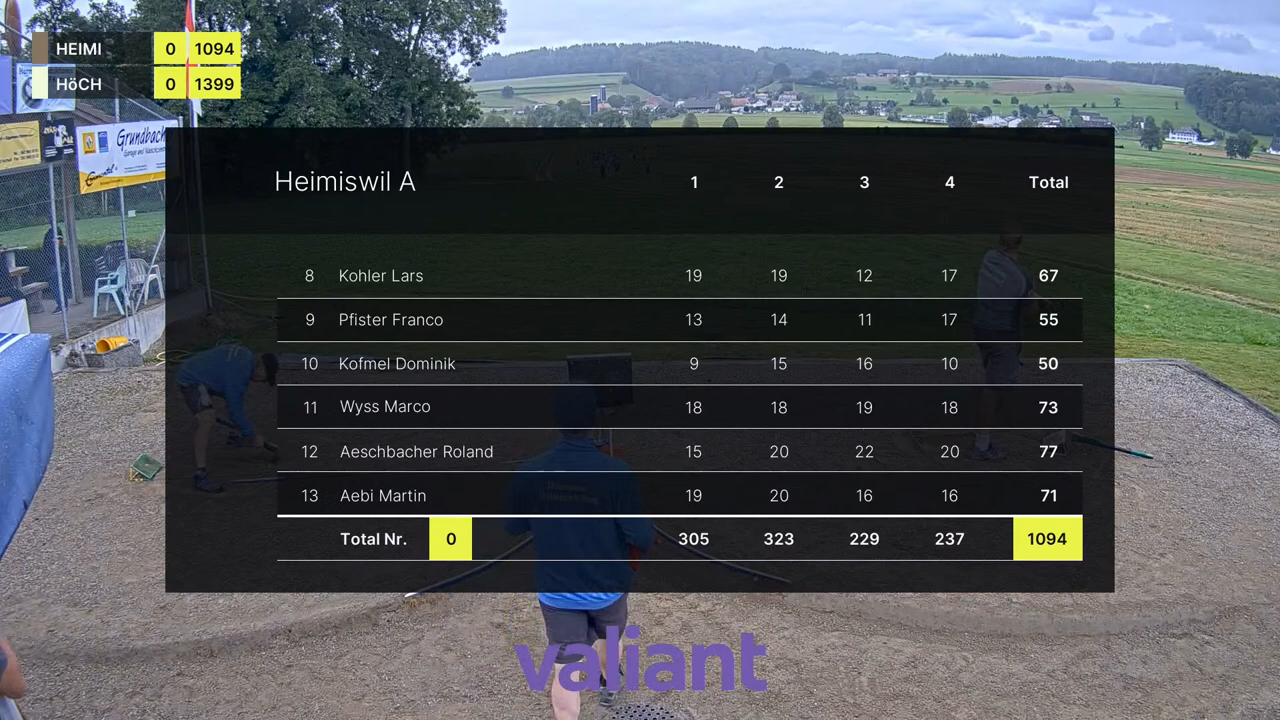 HEIMI 0 1094
HöCH 0 1399
Grundbach
Heimiswil A 1 2 3 4 Total
8 Kohler Lars 19 19 12 17 67
9 Pfister Franco 13 14 11 17 55
10 Kofmel Dominik 9 15 16 10 50
11 Wyss Marco 18 18 19 18 73
12 Aeschbacher Roland 15 20 22 20 77
13 Aebi Martin 19 20 16 16 71
Total Nr. 0 305 323 229 237 1094
valiant